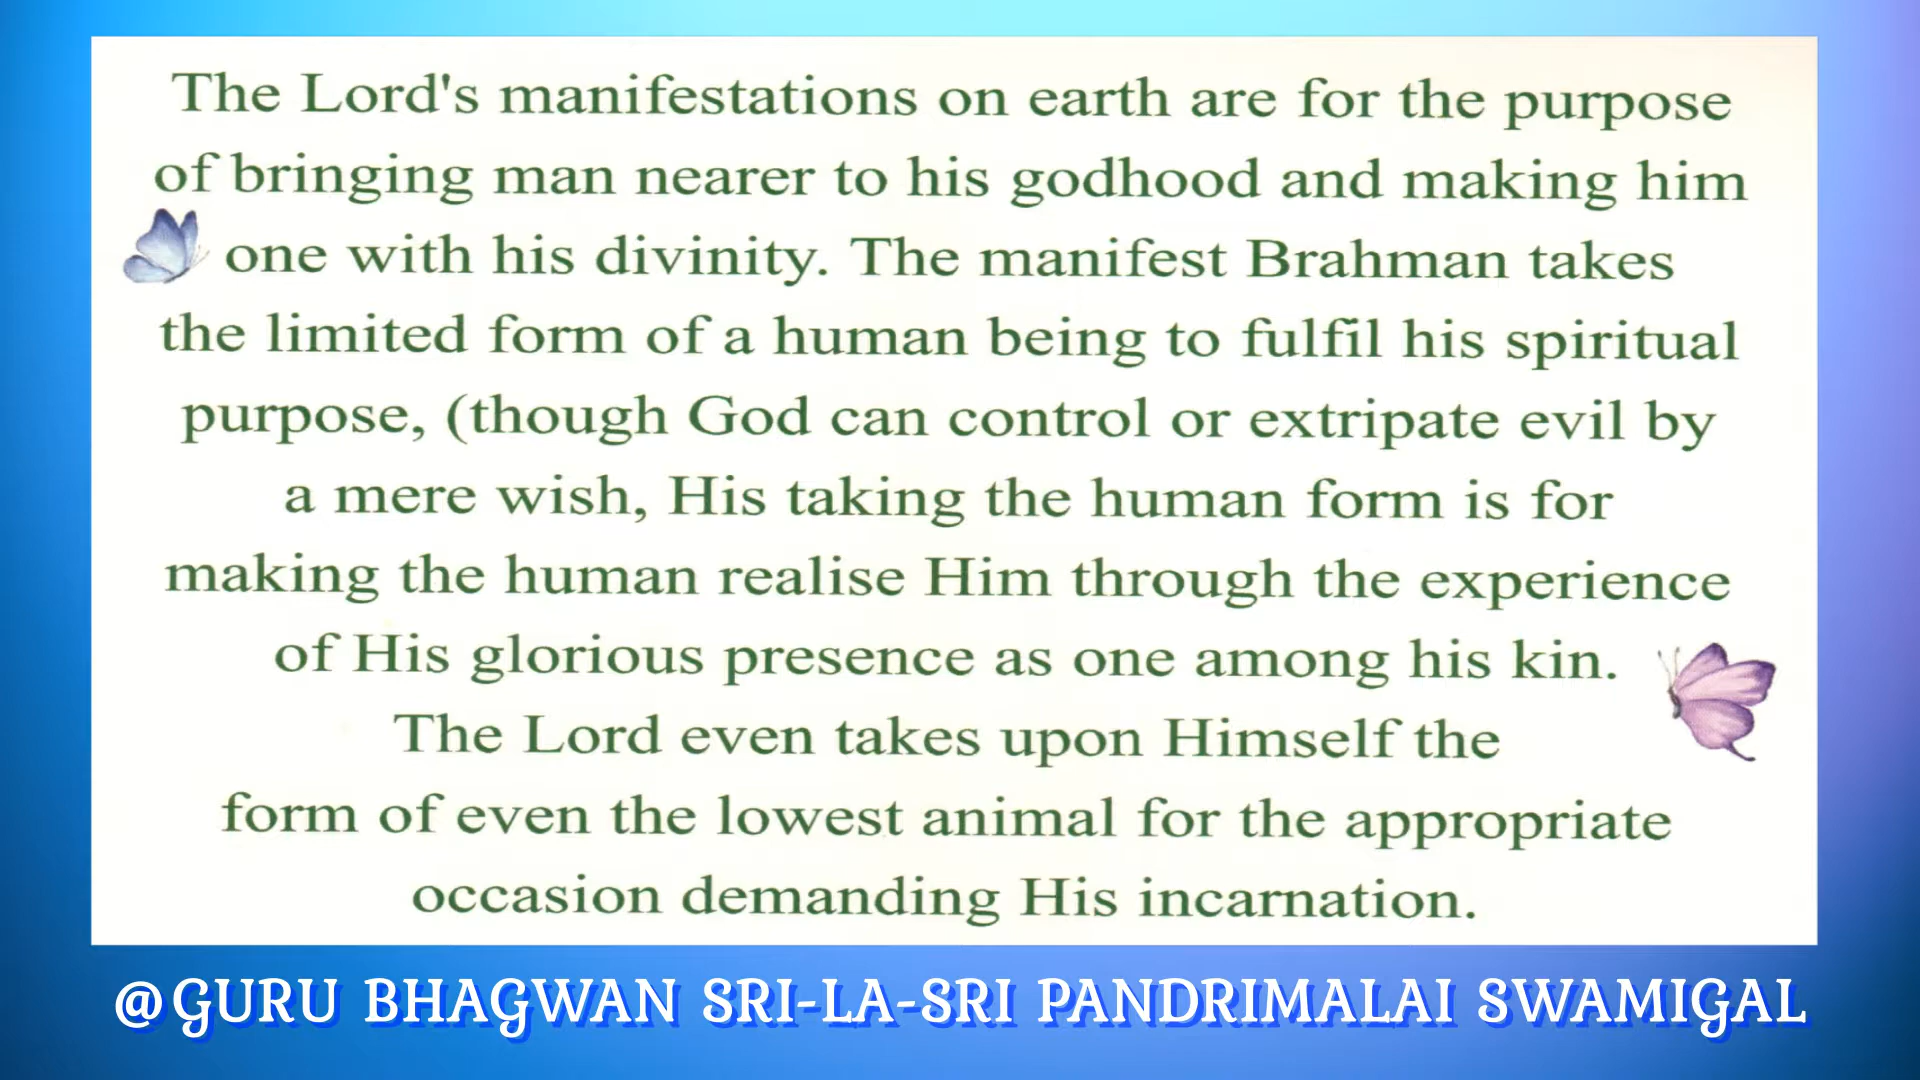 The Lord's manifestations on earth are for the purpose
of bringing man nearer to his godhood and making him
one with his divinity. The manifest Brahman takes
the limited form of a human being to fulfil his spiritual
purpose, (though God can control or extripate evil by
a mere wish, His taking the human form is for
making the human realise Him through the experience
of His glorious presence as one among his kin.
The Lord even takes upon Himself the
form of even the lowest animal for the appropriate
occasion demanding His incarnation.
@GURU BHAGWAN SRI-LA-SRI PANDRIMALAI SWAMIGAL